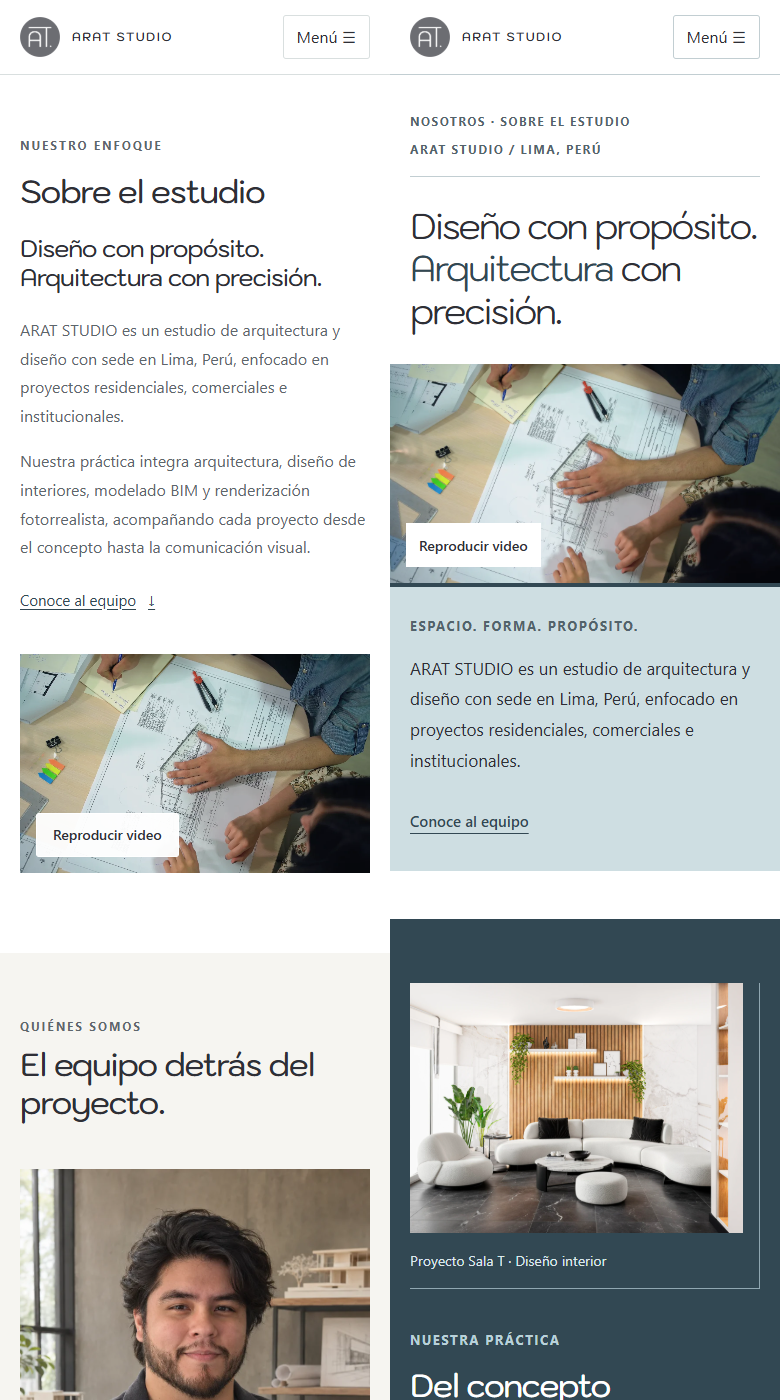 AT.
ARAT STUDIO
Menú ☰
NUESTRO ENFOQUE
Sobre el estudio
Diseño con propósito.
Arquitectura con precisión.
ARAT STUDIO es un estudio de arquitectura y
diseño con sede en Lima, Perú, enfocado en
proyectos residenciales, comerciales e
institucionales.
Nuestra práctica integra arquitectura, diseño de
interiores, modelado BIM y renderización
fotorrealista, acompañando cada proyecto desde
el concepto hasta la comunicación visual.
Conoce al equipo ↓
Reproducir video
QUIÉNES SOMOS
El equipo detrás del
proyecto.
AT.
ARAT STUDIO
Menú ☰
NOSOTROS · SOBRE EL ESTUDIO
ARAT STUDIO / LIMA, PERÚ
Diseño con propósito.
Arquitectura con
precisión.
Reproducir video
ESPACIO. FORMA. PROPÓSITO.
ARAT STUDIO es un estudio de arquitectura y
diseño con sede en Lima, Perú, enfocado en
proyectos residenciales, comerciales e
institucionales.
Conoce al equipo
Proyecto Sala T · Diseño interior
NUESTRA PRÁCTICA
Del concepto